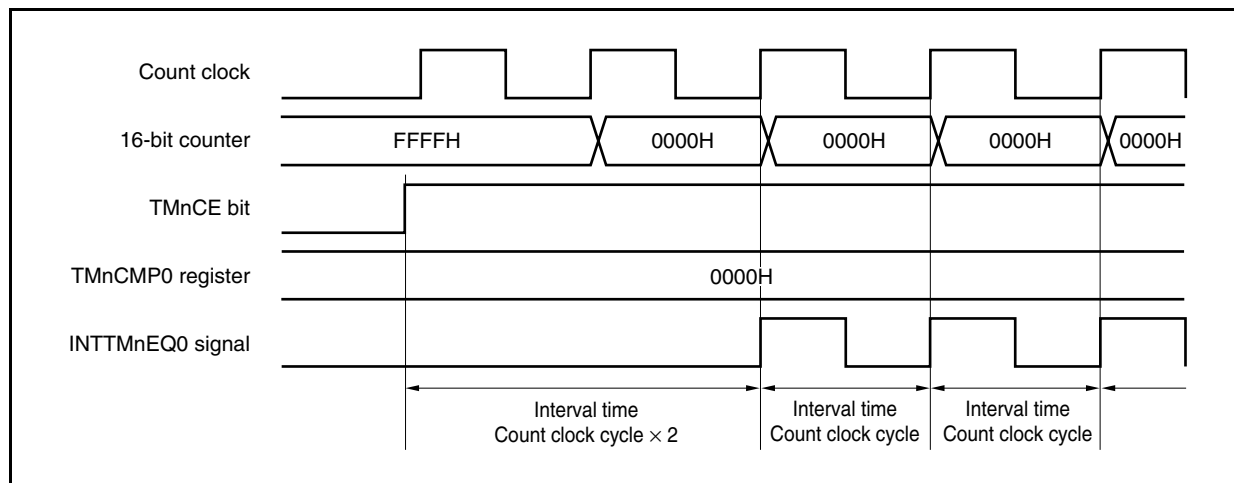 Count clock
16-bit counter
FFFFH
0000H
0000H
0000H
0000H
TMnCE bit
TMnCMP0 register
0000H
INTTMnEQ0 signal
Interval time
Count clock cycle × 2
Interval time
Count clock cycle
Interval time
Count clock cycle